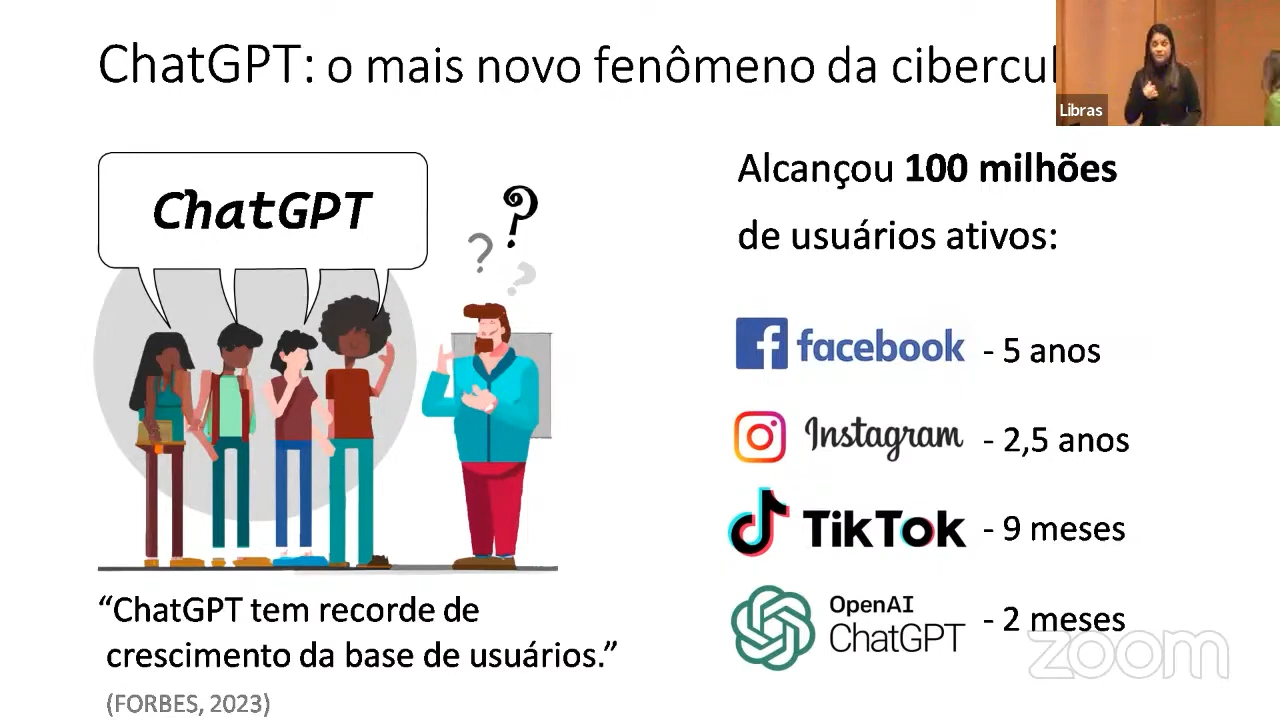 ChatGPT: o mais novo fenômeno da cibercul
Libras
ChatGPT
?
?
?
Alcançou 100 milhões
de usuários ativos:
facebook - 5 anos
Instagram - 2,5 anos
TikTok - 9 meses
OpenAI
ChatGPT - 2 meses
“ChatGPT tem recorde de
crescimento da base de usuários.”
(FORBES, 2023)
zoom